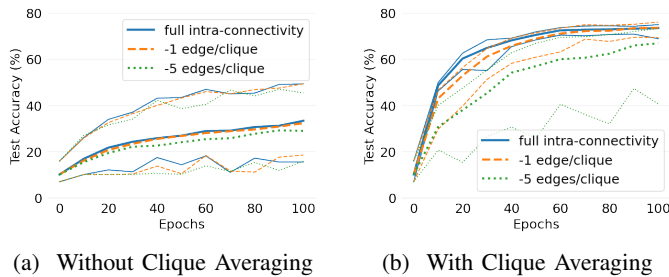 80
60
40
20
0
Test Accuracy (%)
full intra-connectivity
-1 edge/clique
-5 edges/clique
0 20 40 60 80 100
Epochs
(a) Without Clique Averaging
80
60
40
20
0
Test Accuracy (%)
full intra-connectivity
-1 edge/clique
-5 edges/clique
0 20 40 60 80 100
Epochs
(b) With Clique Averaging